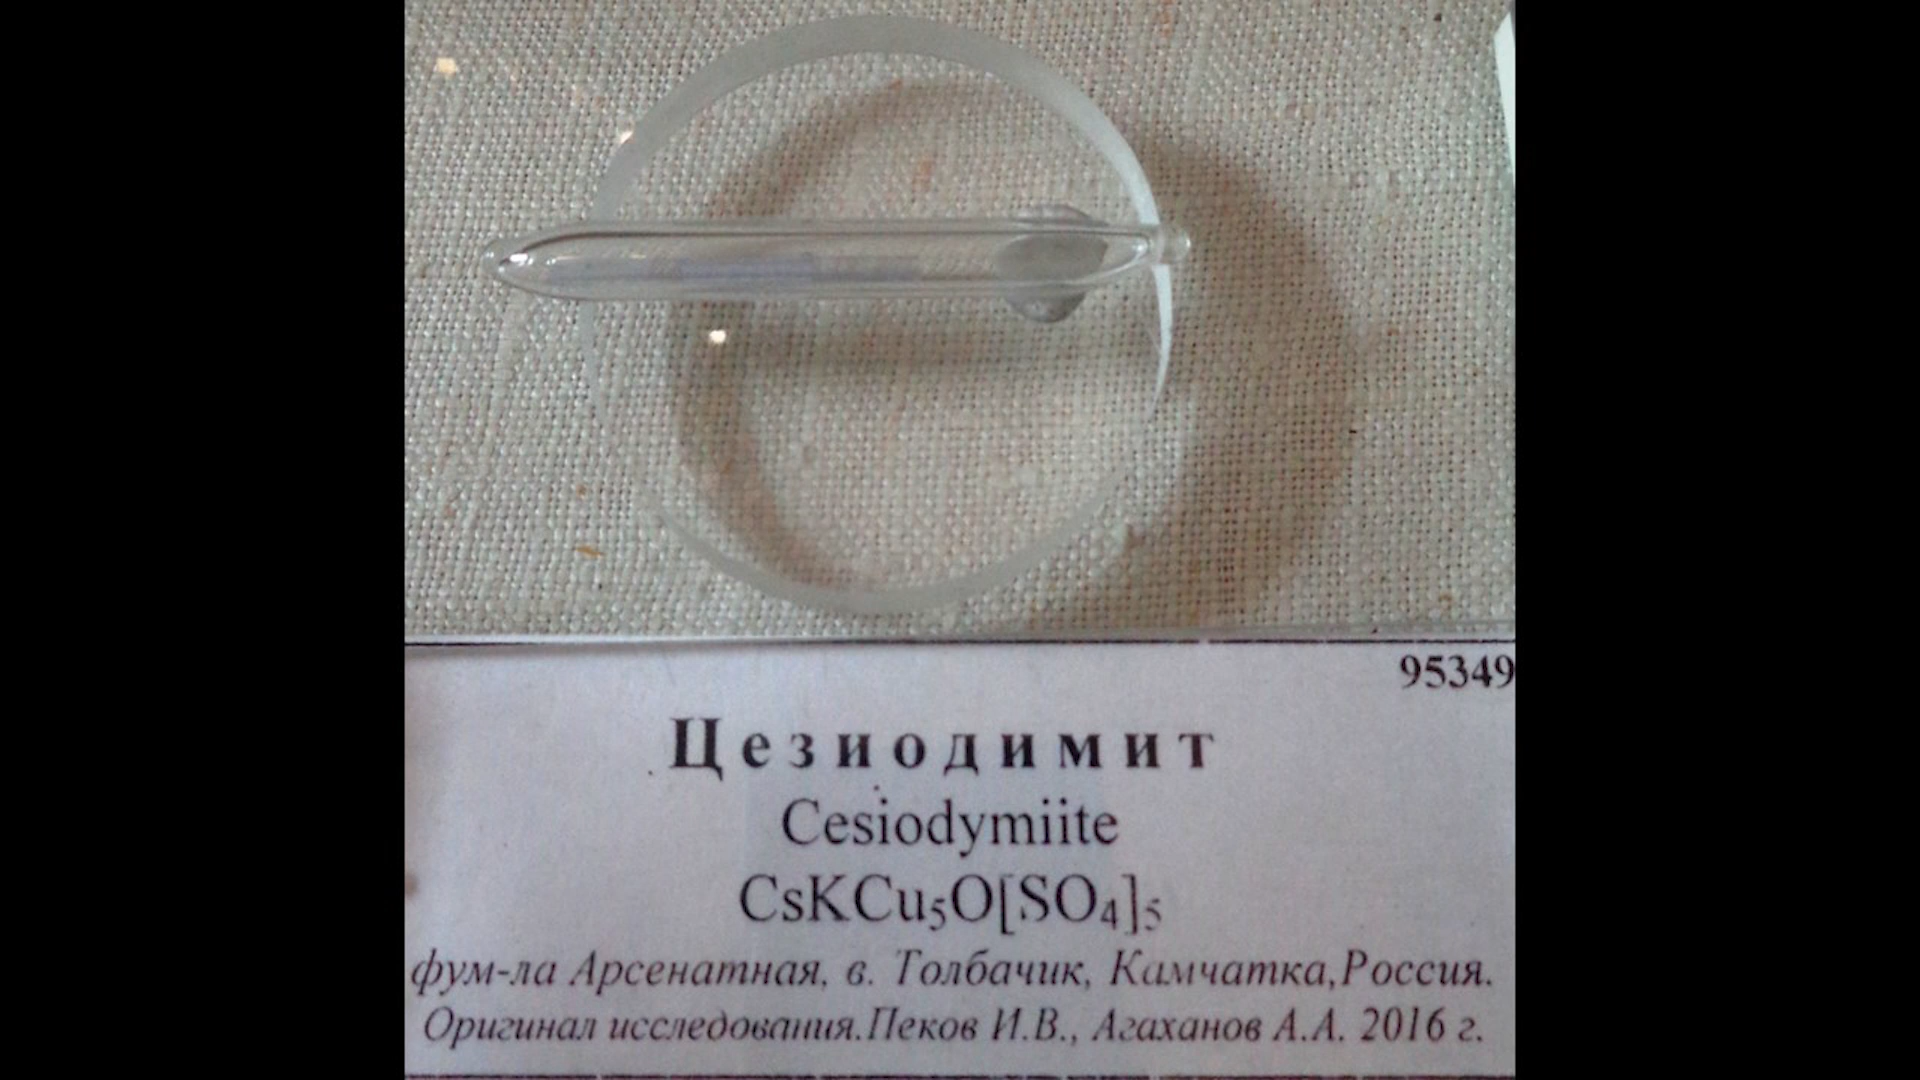 95349
Цезиодимит
Cesiodymiite
CsKCu₅O[SO₄]₅
фум-ла Арсенатная, в. Толбачик, Камчатка,Россия.
Оригинал исследования.Пеков И.В., Агаханов А.А. 2016 г.